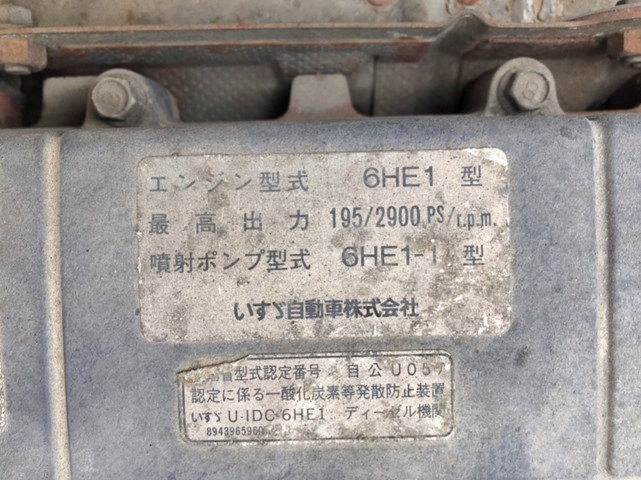 エンジン型式 6HE1 型
最高出力 195/2900 PS/r.p.m.
噴射ポンプ型式 6HE1-1 型
いすゞ自動車株式会社
型式認定番号 自公U057
認定に係る一酸化炭素等発散防止装置
いすゞU-IDC-6HE1 ディーゼル機関
8943965960
8